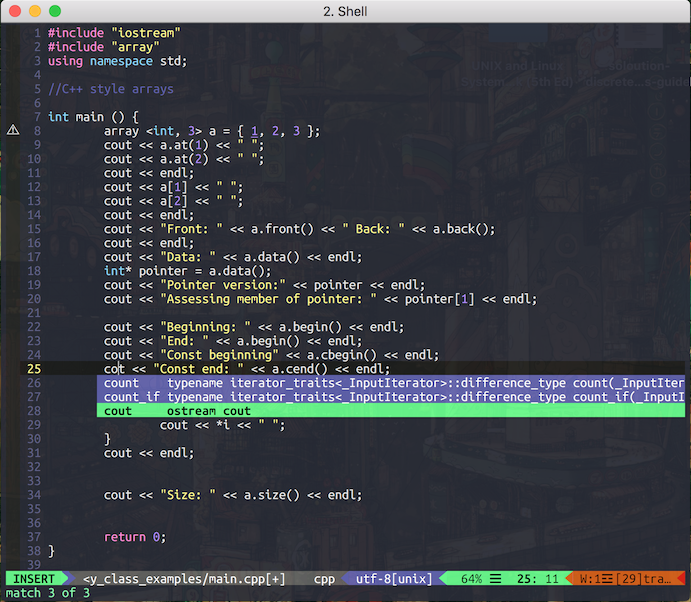 2. Shell
1 #include "iostream"
2 #include "array"
3 using namespace std;
4
5 //C++ style arrays
6
7 int main () {
8 array <int, 3> a = { 1, 2, 3 };
9 cout << a.at(1) << " ";
10 cout << a.at(2) << " ";
11 cout << endl;
12 cout << a[1] << " ";
13 cout << a[2] << " ";
14 cout << endl;
15 cout << "Front: " << a.front() << " Back: " << a.back();
16 cout << endl;
17 cout << "Data: " << a.data() << endl;
18 int* pointer = a.data();
19 cout << "Pointer version:" << pointer << endl;
20 cout << "Assessing member of pointer: " << pointer[1] << endl;
21
22 cout << "Beginning: " << a.begin() << endl;
23 cout << "End: " << a.begin() << endl;
24 cout << "Const beginning" << a.cbegin() << endl;
25 cot << "Const end: " << a.cend() << endl;
26 count typename iterator_traits<_InputIterator>::difference_type count(_InputIter
27 count_if typename iterator_traits<_InputIterator>::difference_type count_if(_InputI
28 cout ostream cout
29 cout << *i << " ";
30 }
31 cout << endl;
32
33
34 cout << "Size: " << a.size() << endl;
35
36
37 return 0;
38 }
39
INSERT <y_class_examples/main.cpp[+] cpp utf-8[unix] 64% ☰ 25: 11 W:1☲[29]tra…
match 3 of 3